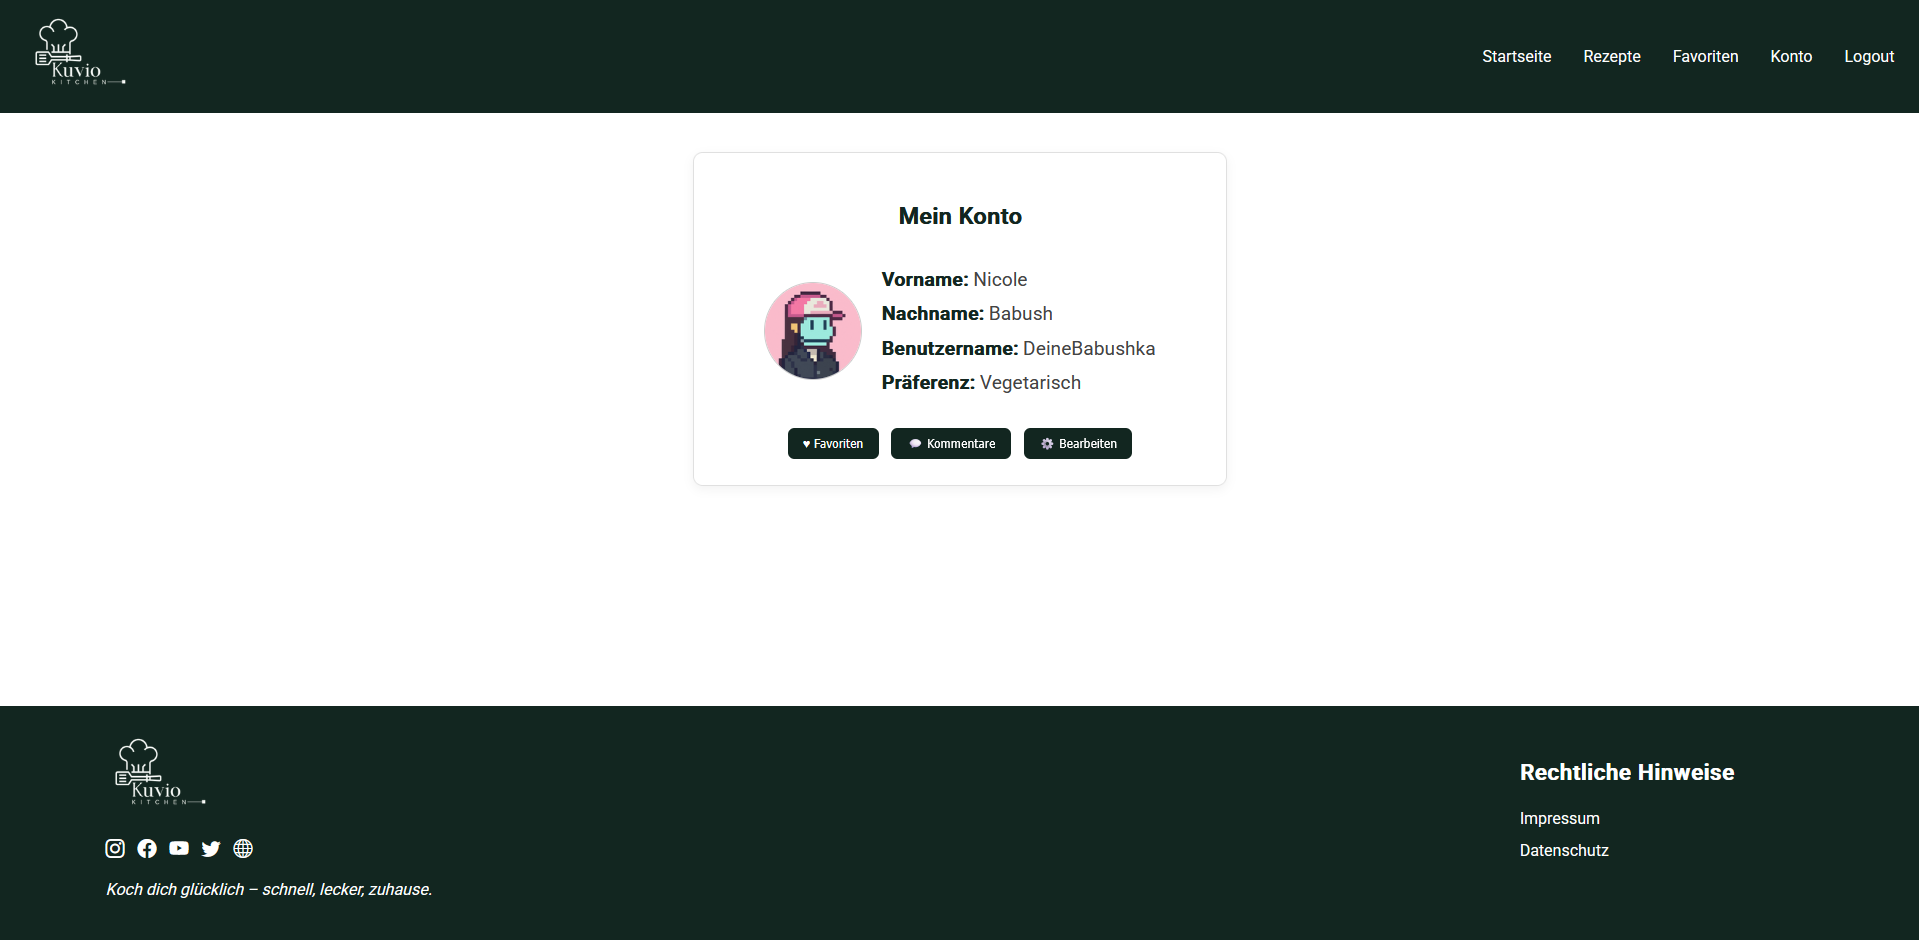 Kuvio
KITCHEN
Startseite Rezepte Favoriten Konto Logout
Mein Konto
Vorname: Nicole
Nachname: Babush
Benutzername: DeineBabushka
Präferenz: Vegetarisch
♥ Favoriten 💬 Kommentare ⚙ Bearbeiten
Kuvio
KITCHEN
Koch dich glücklich – schnell, lecker, zuhause.
Rechtliche Hinweise
Impressum
Datenschutz